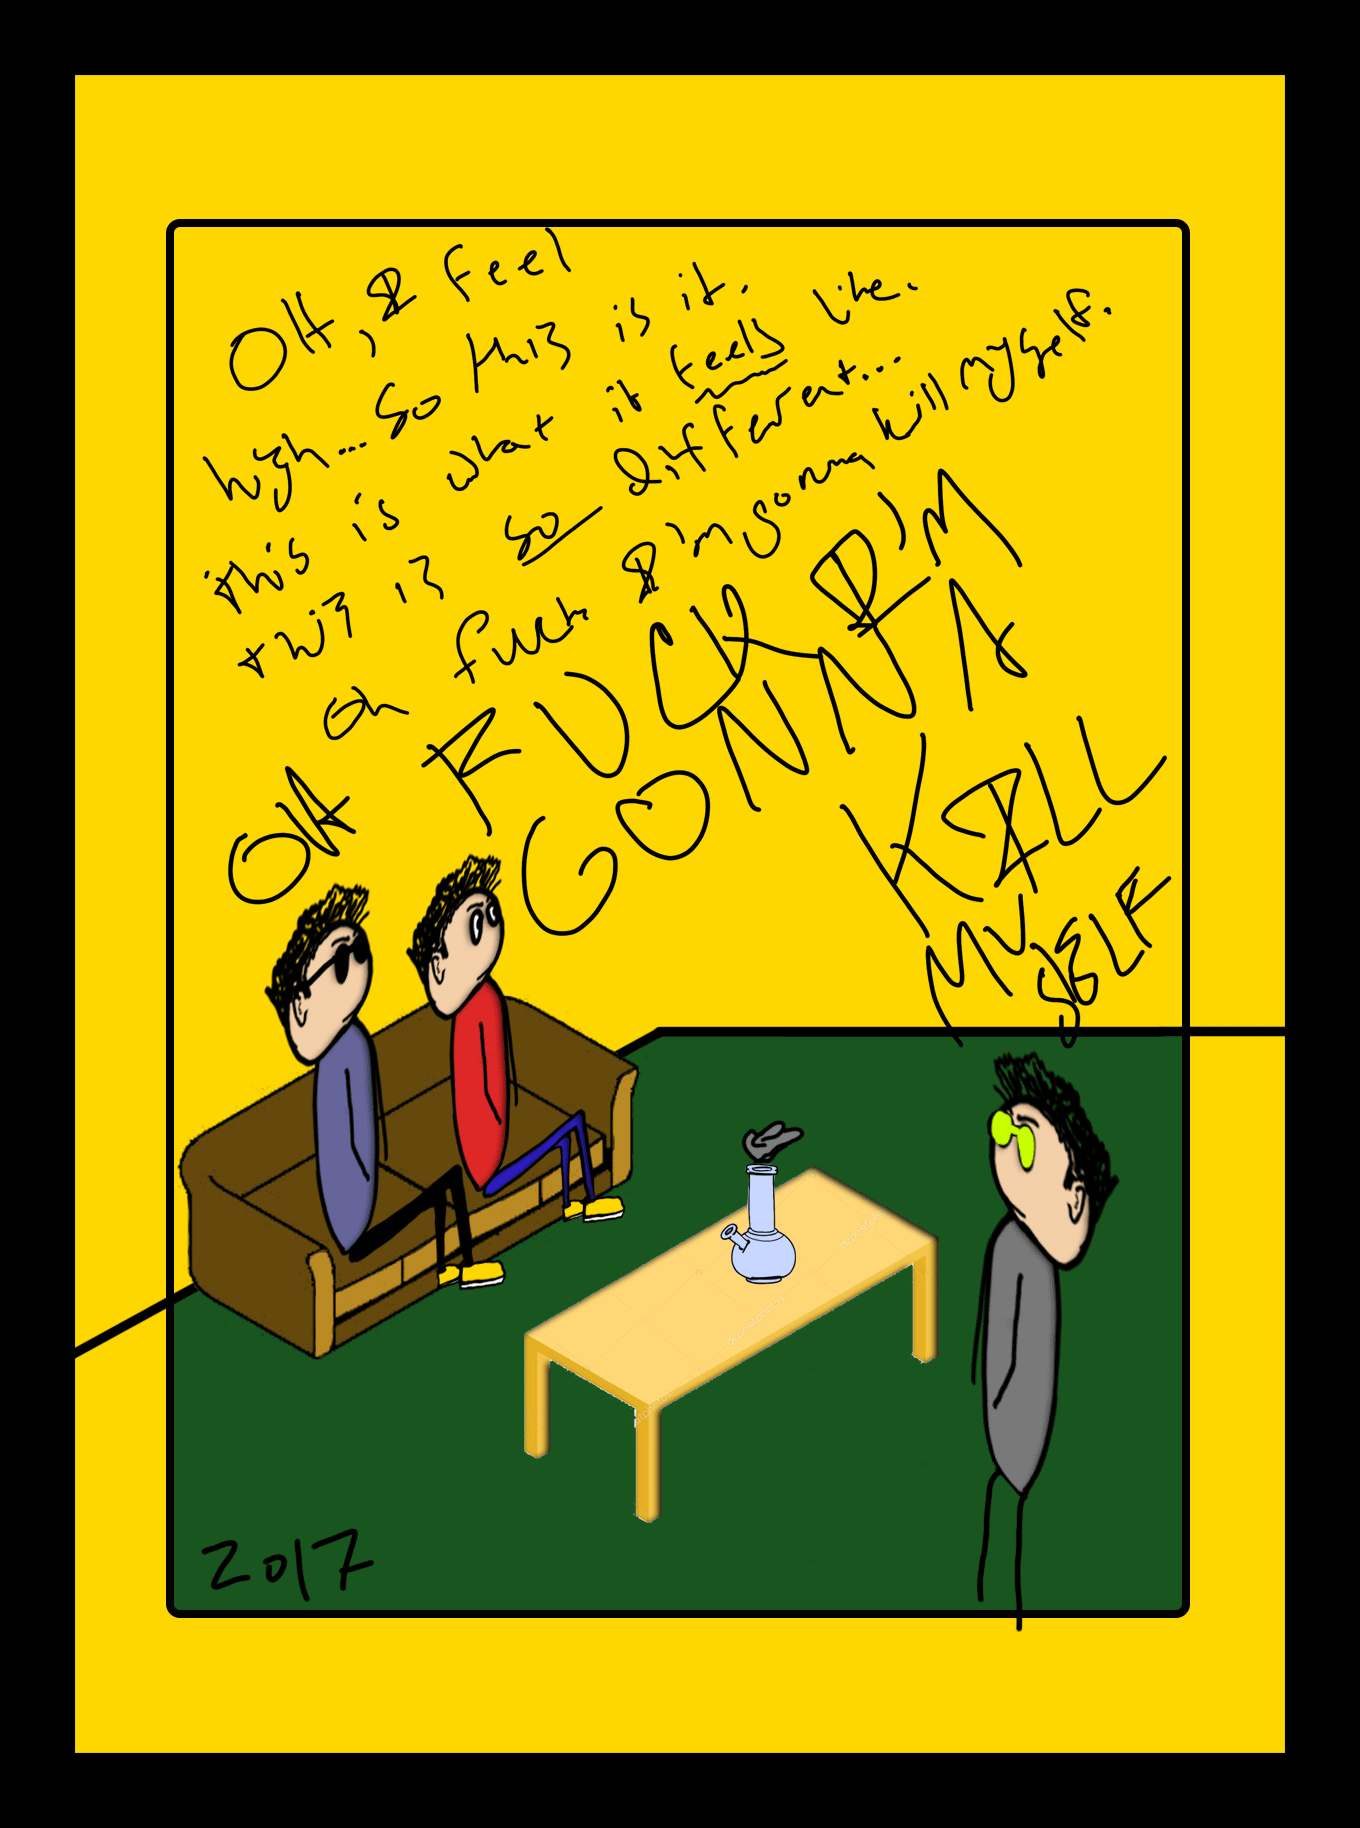 OH, I feel
high... so this is it.
this is what it feels like.
this is so different...
oh fuck I'm gonna kill myself.
OH FUCK I'M
GONNA
KILL
MY
SELF
2017